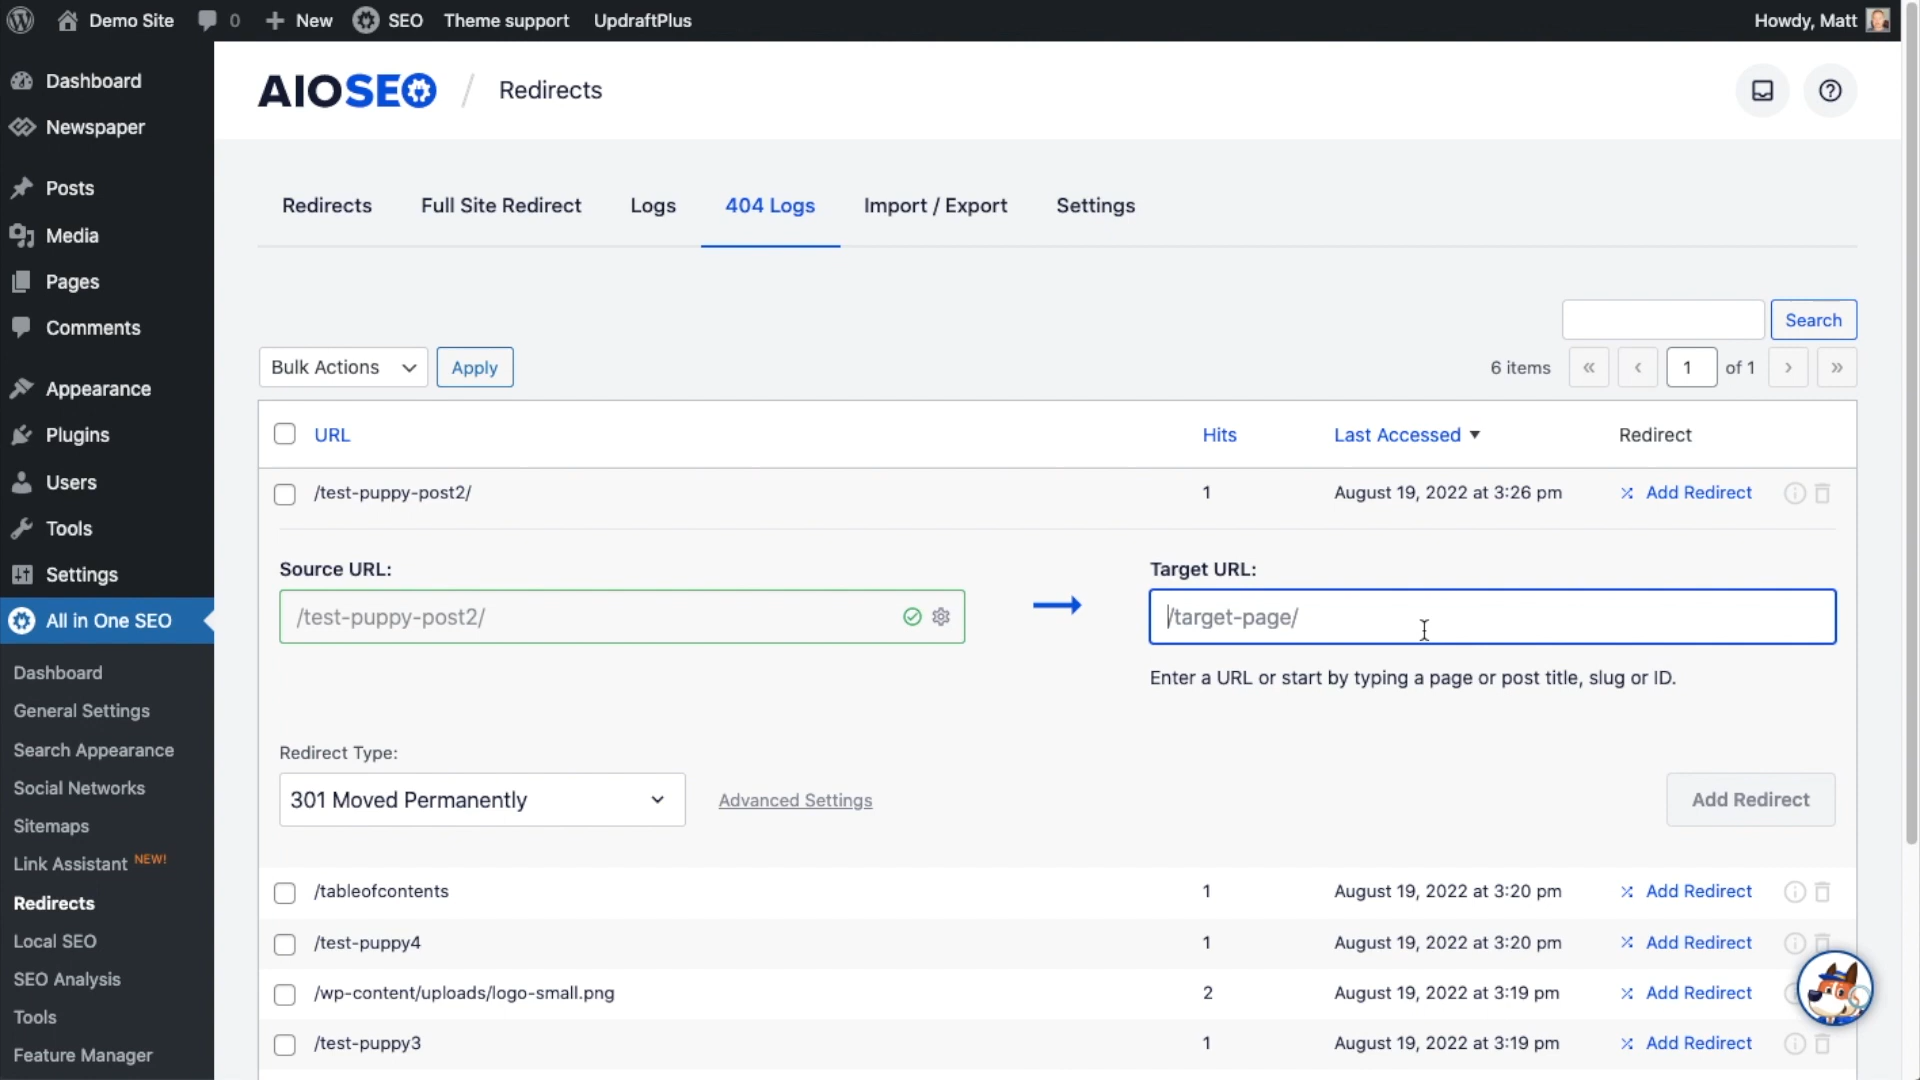 Demo Site 0 New SEO Theme support UpdraftPlus Howdy, Matt
Dashboard
Newspaper
Posts
Media
Pages
Comments
Appearance
Plugins
Users
Tools
Settings
All in One SEO
Dashboard
General Settings
Search Appearance
Social Networks
Sitemaps
Link Assistant NEW!
Redirects
Local SEO
SEO Analysis
Tools
Feature Manager
AIOSEO / Redirects
Redirects Full Site Redirect Logs 404 Logs Import / Export Settings
Search
Bulk Actions Apply 6 items « ‹ 1 of 1 › »
URL Hits Last Accessed Redirect
/test-puppy-post2/ 1 August 19, 2022 at 3:26 pm Add Redirect
Source URL: Target URL:
/test-puppy-post2/ /target-page/
Enter a URL or start by typing a page or post title, slug or ID.
Redirect Type:
301 Moved Permanently Advanced Settings Add Redirect
/tableofcontents 1 August 19, 2022 at 3:20 pm Add Redirect
/test-puppy4 1 August 19, 2022 at 3:20 pm Add Redirect
/wp-content/uploads/logo-small.png 2 August 19, 2022 at 3:19 pm Add Redirect
/test-puppy3 1 August 19, 2022 at 3:19 pm Add Redirect